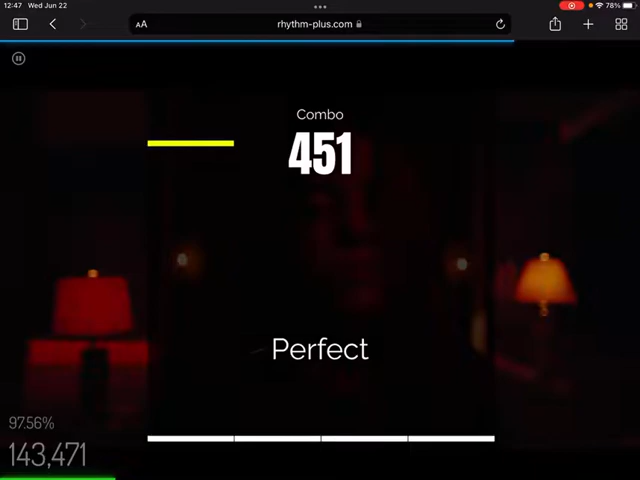 12:47 Wed Jun 22
78%
AA
rhythm-plus.com
Combo
451
Perfect
97.56%
143,471